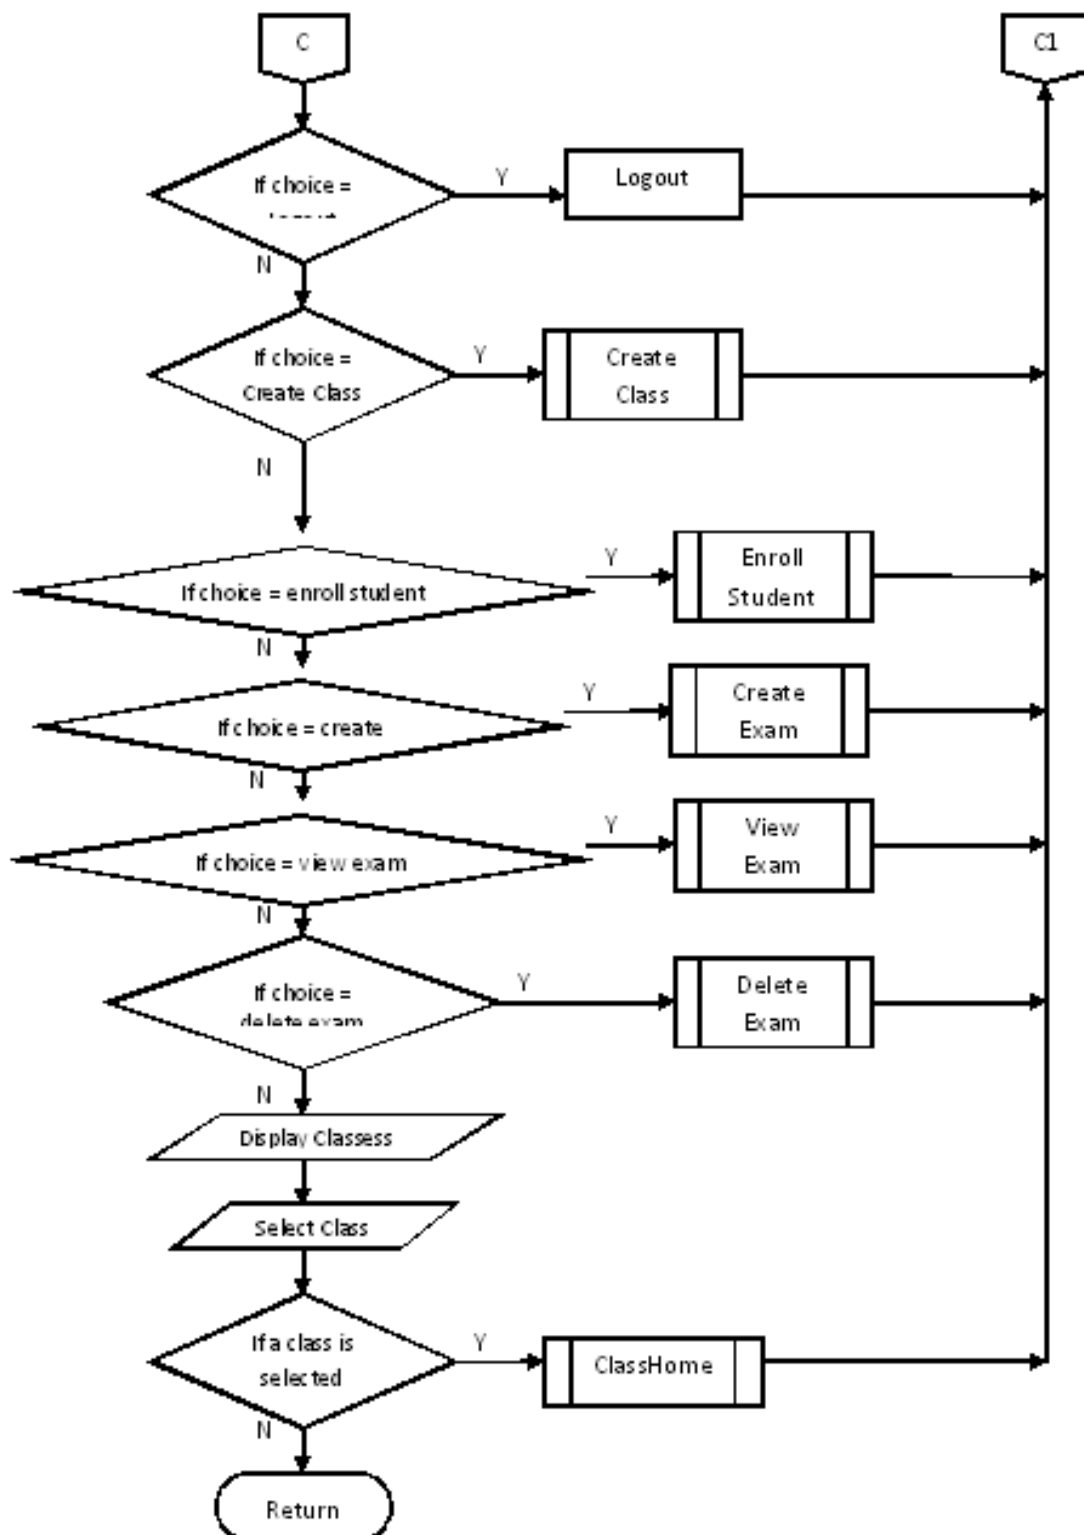 C
C1
If choice =
Y
Logout
N
If choice =
Create Class
Y
Create
Class
N
If choice = enroll student
Y
Enroll
Student
N
If choice = create
Y
Create
Exam
N
If choice = view exam
Y
View
Exam
N
If choice =
delete exam
Y
Delete
Exam
N
Display Classess
Select Class
If a class is
selected
Y
ClassHome
N
Return